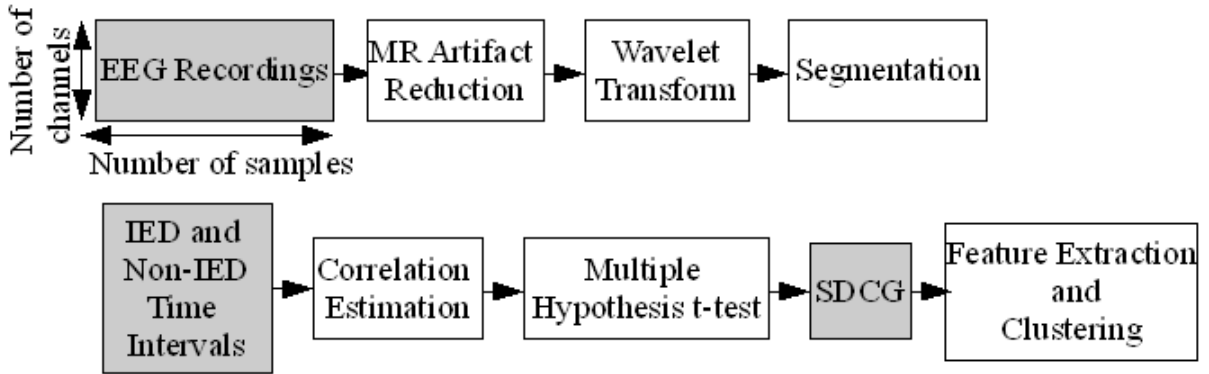 Number of
channels
EEG Recordings
MR Artifact
Reduction
Wavelet
Transform
Segmentation
Number of samples
IED and
Non-IED
Time
Intervals
Correlation
Estimation
Multiple
Hypothesis t-test
SDCG
Feature Extraction
and
Clustering